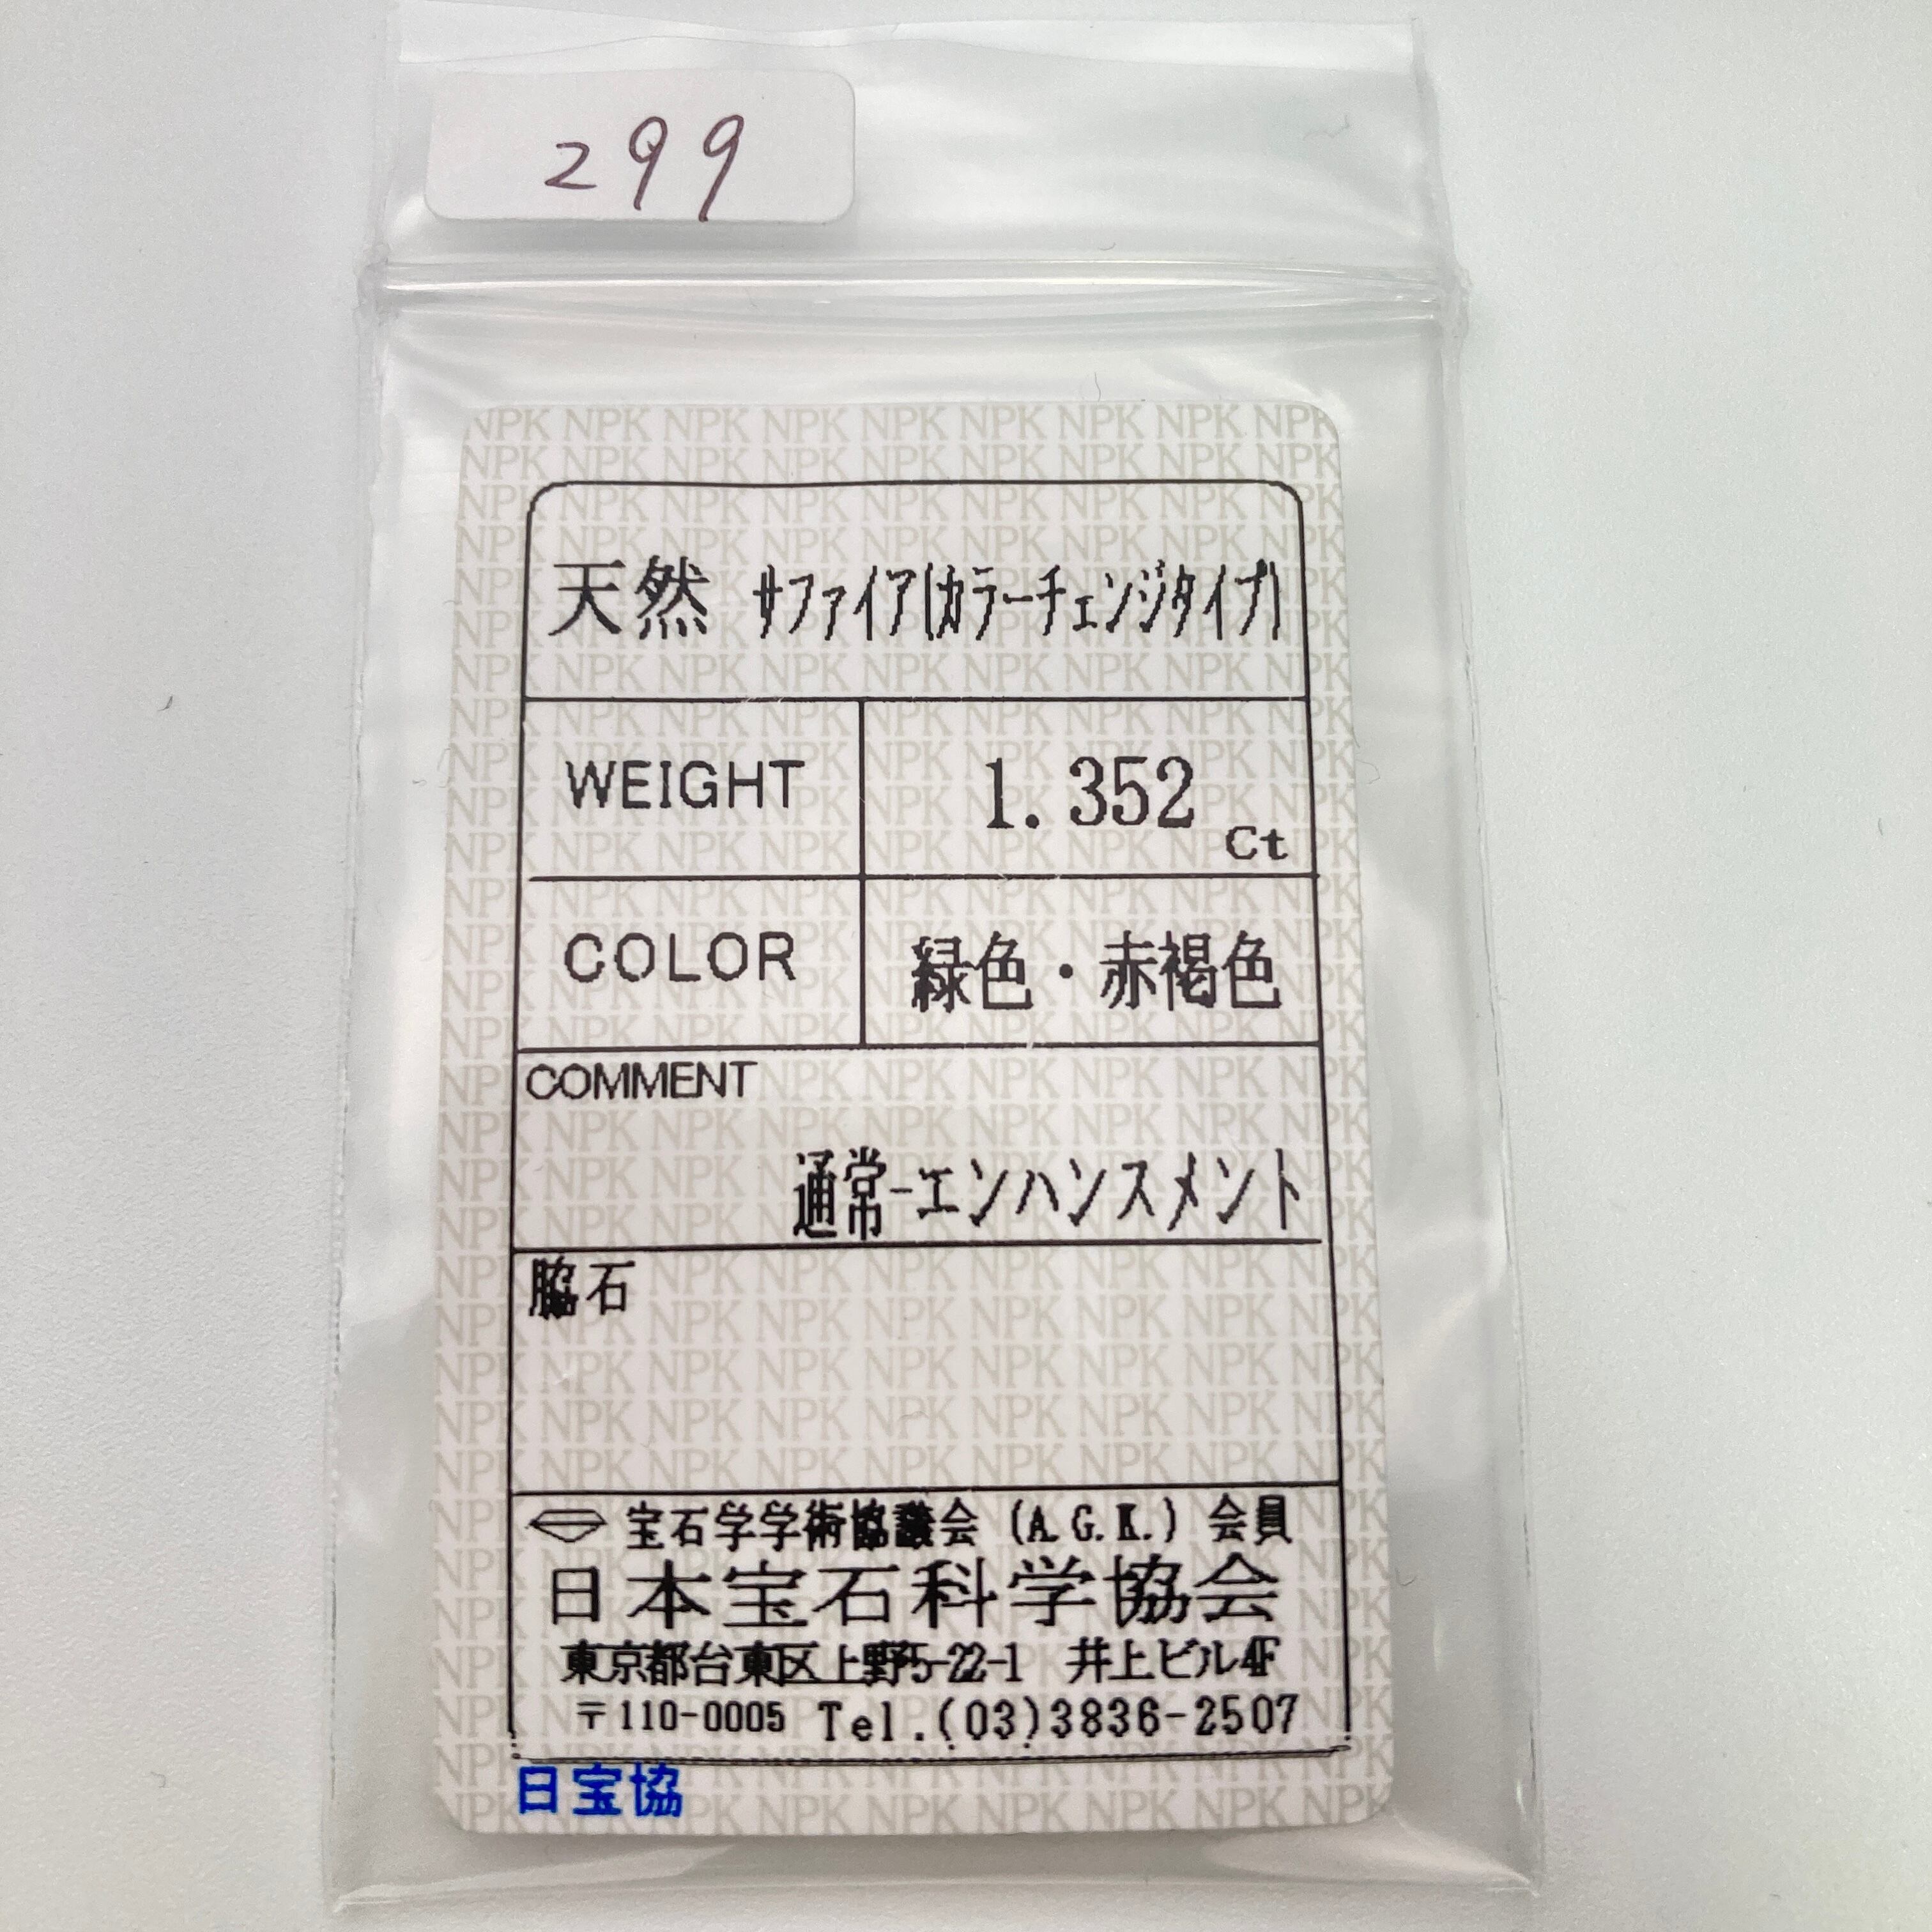 299
天然 サファイア(カラーチェンジタイプ)
WEIGHT 1.352 Ct
COLOR 緑色・赤褐色
COMMENT
通常-エンハンスメント
脇石
宝石学学術協議会 (A.G.K.) 会員
日本宝石科学協会
東京都台東区上野5-22-1 井上ビル4F
〒110-0005 Tel.(03)3836-2507
日宝協